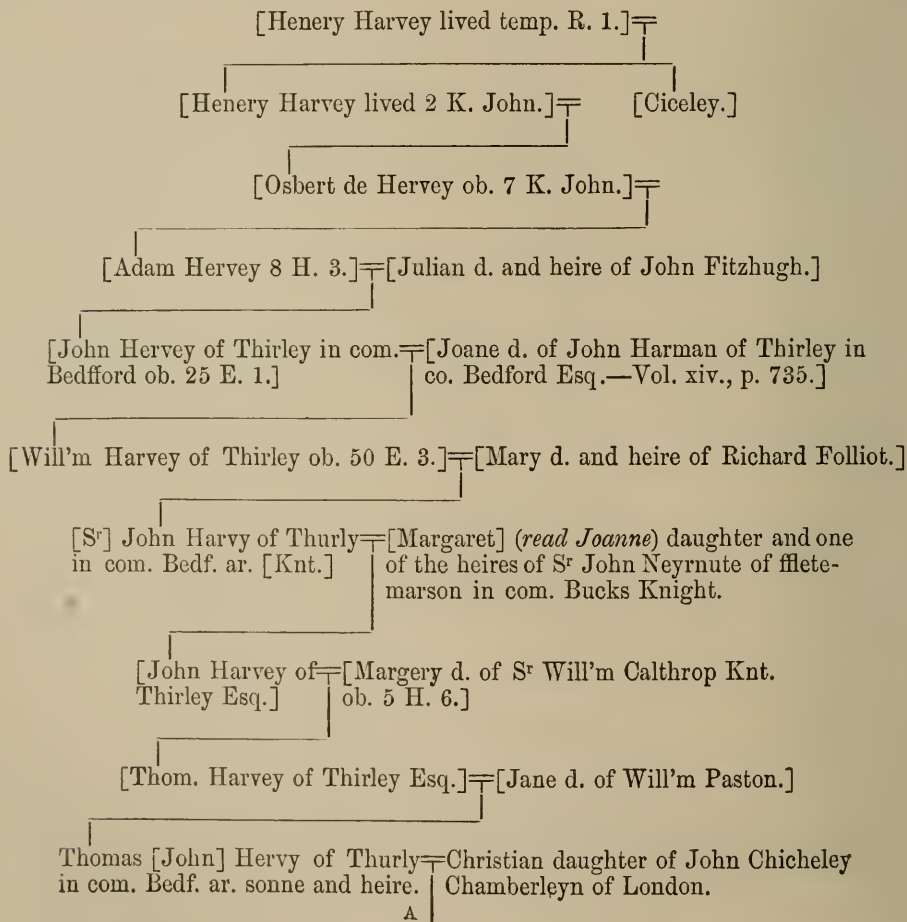 [Henery Harvey lived temp. R. 1.]
[Henery Harvey lived 2 K. John.] [Ciceley.]
[Osbert de Hervey ob. 7 K. John.]
[Adam Hervey 8 H. 3.] [Julian d. and heire of John Fitzhugh.]
[John Hervey of Thirley in com. [Joane d. of John Harman of Thirley in
Bedfford ob. 25 E. 1.] co. Bedford Esq.—Vol. xiv., p. 735.]
[Will'm Harvey of Thirley ob. 50 E. 3.] [Mary d. and heire of Richard Folliot.]
[Sʳ] John Harvy of Thurly [Margaret] (read Joanne) daughter and one
in com. Bedf. ar. [Knt.] of the heires of Sʳ John Neyrnute of fflete-
marson in com. Bucks Knight.
[John Harvey of [Margery d. of Sʳ Will'm Calthrop Knt.
Thirley Esq.] ob. 5 H. 6.]
[Thom. Harvey of Thirley Esq.] [Jane d. of Will'm Paston.]
Thomas [John] Hervy of Thurly Christian daughter of John Chicheley
in com. Bedf. ar. sonne and heire. Chamberleyn of London.
A